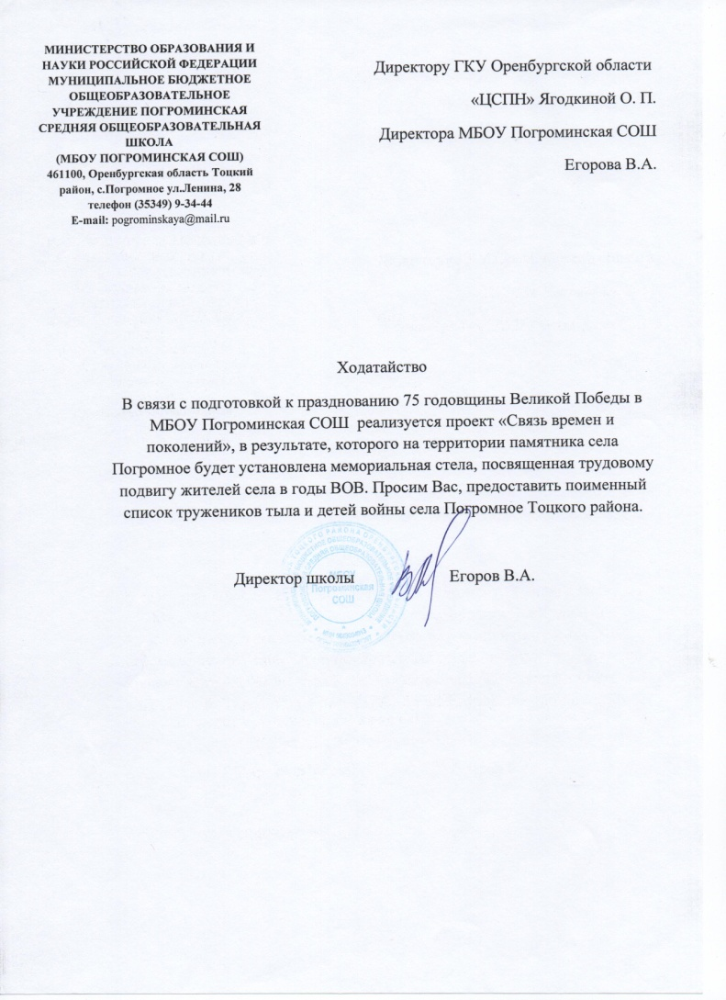 МИНИСТЕРСТВО ОБРАЗОВАНИЯ И
НАУКИ РОССИЙСКОЙ ФЕДЕРАЦИИ
МУНИЦИПАЛЬНОЕ БЮДЖЕТНОЕ
ОБЩЕОБРАЗОВАТЕЛЬНОЕ
УЧРЕЖДЕНИЕ ПОГРОМИНСКАЯ
СРЕДНЯЯ ОБЩЕОБРАЗОВАТЕЛЬНАЯ
ШКОЛА
(МБОУ ПОГРОМИНСКАЯ СОШ)
461100, Оренбургская область Тоцкий
район, с.Погромное ул.Ленина, 28
телефон (35349) 9-34-44
E-mail: pogrominskaya@mail.ru
Директору ГКУ Оренбургской области
«ЦСПН» Ягодкиной О. П.
Директора МБОУ Погроминская СОШ
Егорова В.А.
Ходатайство
В связи с подготовкой к празднованию 75 годовщины Великой Победы в
МБОУ Погроминская СОШ реализуется проект «Связь времен и
поколений», в результате, которого на территории памятника села
Погромное будет установлена мемориальная стела, посвященная трудовому
подвигу жителей села в годы ВОВ. Просим Вас, предоставить поименный
список тружеников тыла и детей войны села Погромное Тоцкого района.
Директор школы Егоров В.А.
МБОУ
Погроминская
СОШ